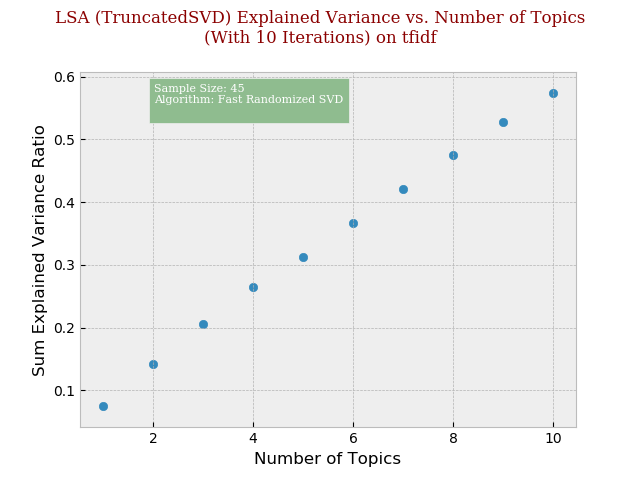 LSA (TruncatedSVD) Explained Variance vs. Number of Topics
(With 10 Iterations) on tfidf
Sample Size: 45
Algorithm: Fast Randomized SVD
Sum Explained Variance Ratio
0.6
0.5
0.4
0.3
0.2
0.1
2
4
6
8
10
Number of Topics